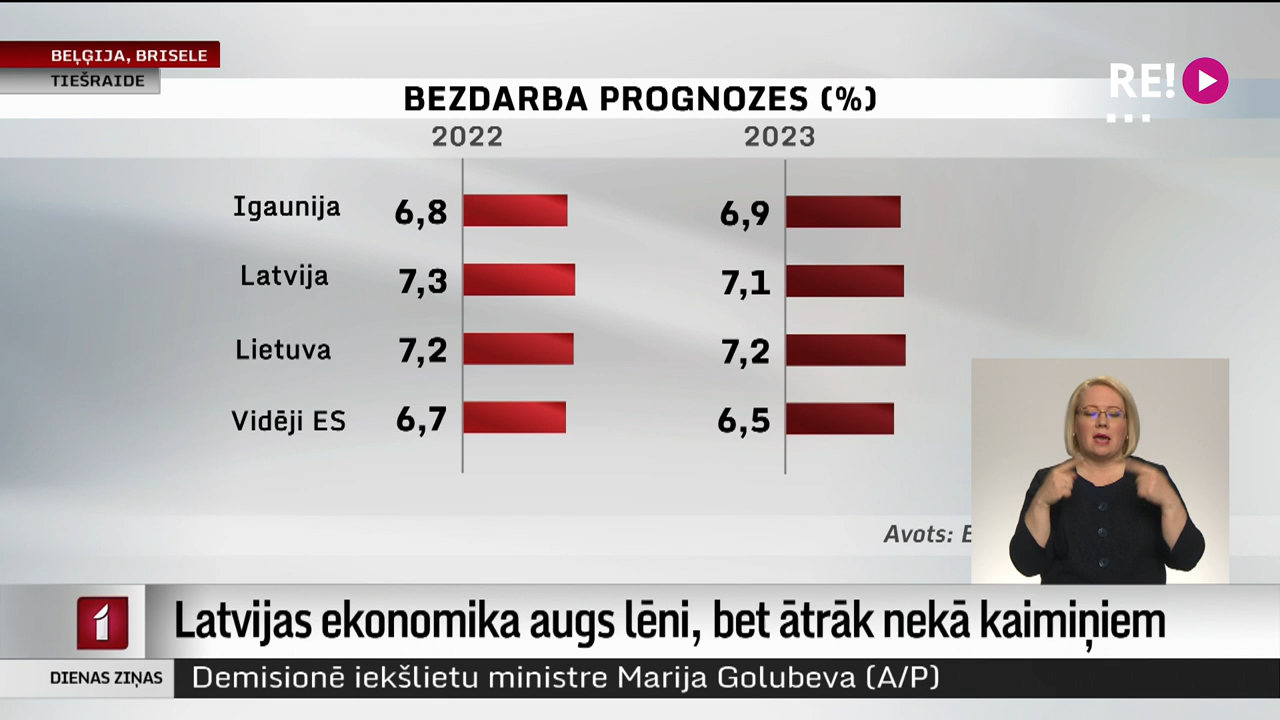 BEĻĢIJA, BRISELE
TIEŠRAIDE
RE!
BEZDARBA PROGNOZES (%)
2022 2023
Igaunija 6,8 6,9
Latvija 7,3 7,1
Lietuva 7,2 7,2
Vidēji ES 6,7 6,5
Avots:
1 Latvijas ekonomika augs lēni, bet ātrāk nekā kaimiņiem
DIENAS ZIŅAS Demisionē iekšlietu ministre Marija Golubeva (A/P)